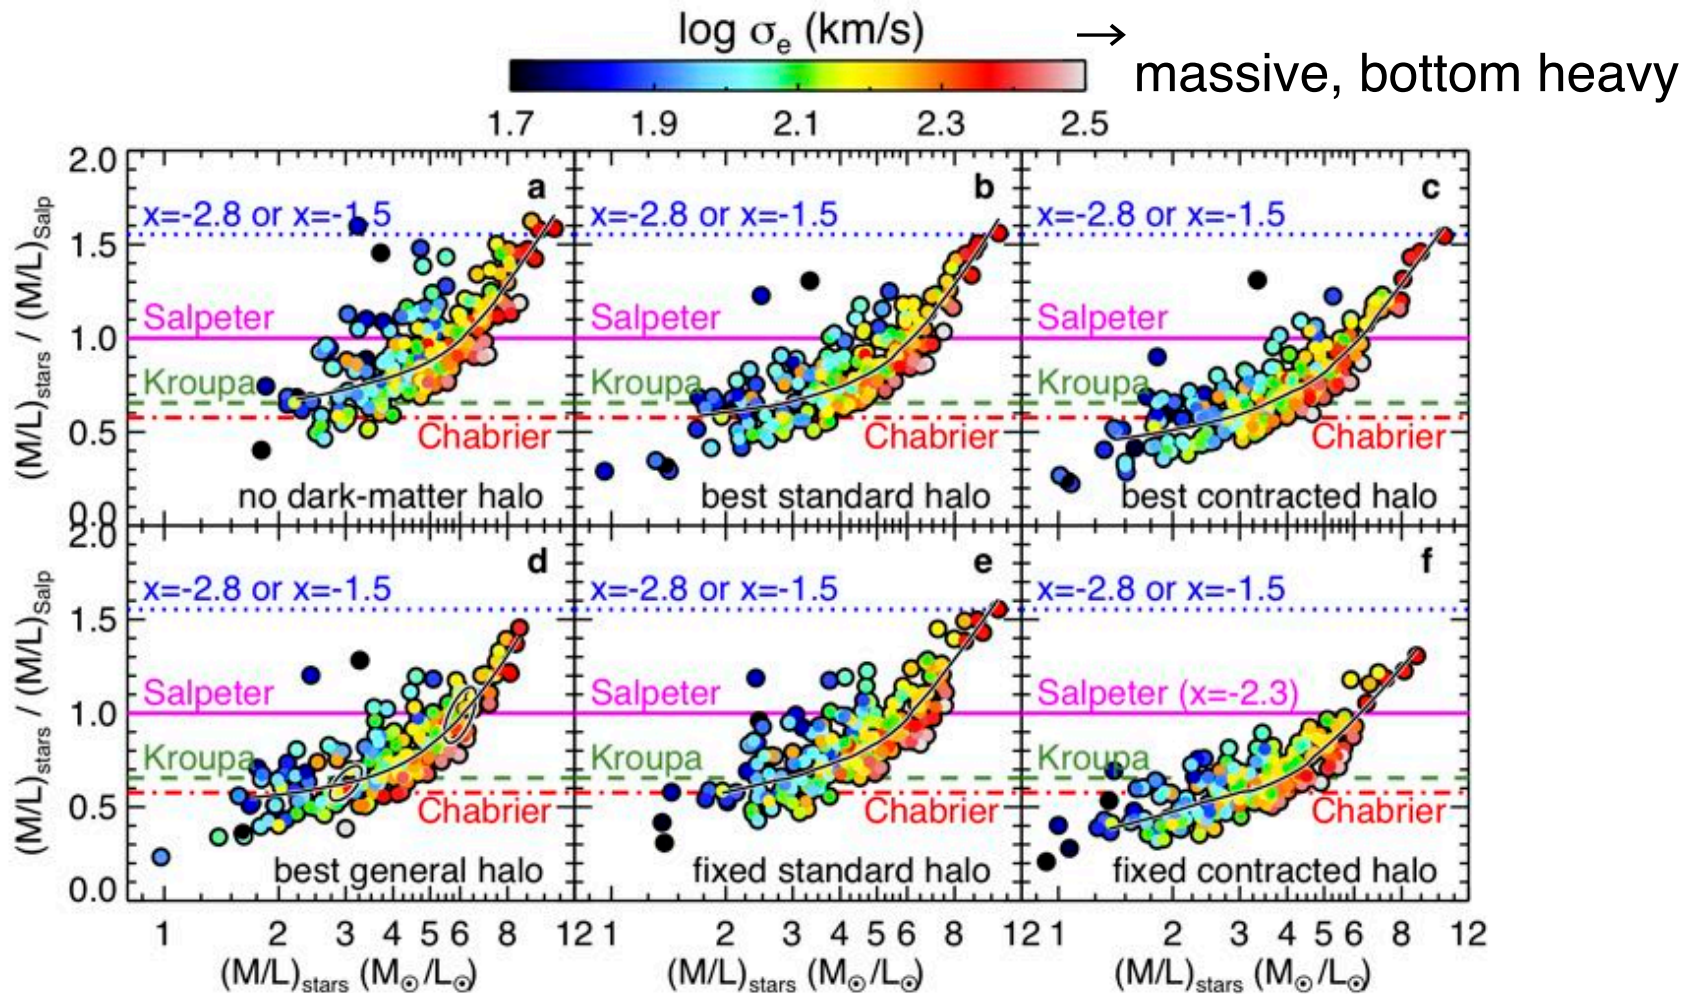 log σe (km/s) →
massive, bottom heavy
1.7 1.9 2.1 2.3 2.5
(M/L)stars / (M/L)Salp
2.0
1.5
1.0
0.5
0.0
a
x=-2.8 or x=-1.5
Salpeter
Kroupa
Chabrier
no dark-matter halo
b
x=-2.8 or x=-1.5
Salpeter
Kroupa
Chabrier
best standard halo
c
x=-2.8 or x=-1.5
Salpeter
Kroupa
Chabrier
best contracted halo
(M/L)stars / (M/L)Salp
2.0
1.5
1.0
0.5
0.0
d
x=-2.8 or x=-1.5
Salpeter
Kroupa
Chabrier
best general halo
e
x=-2.8 or x=-1.5
Salpeter
Kroupa
Chabrier
fixed standard halo
f
x=-2.8 or x=-1.5
Salpeter (x=-2.3)
Kroupa
Chabrier
fixed contracted halo
1 2 3 4 5 6 8 12 1 2 3 4 5 6 8 12 1 2 3 4 5 6 8 12
(M/L)stars (M☉/L☉) (M/L)stars (M☉/L☉) (M/L)stars (M☉/L☉)